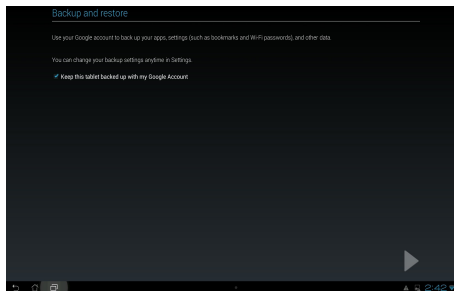 Backup and restore
Use your Google account to back up your apps, settings (such as bookmarks and Wi-Fi passwords), and other data.
You can change your backup settings anytime in Settings.
Keep this tablet backed up with my Google Account
2:42